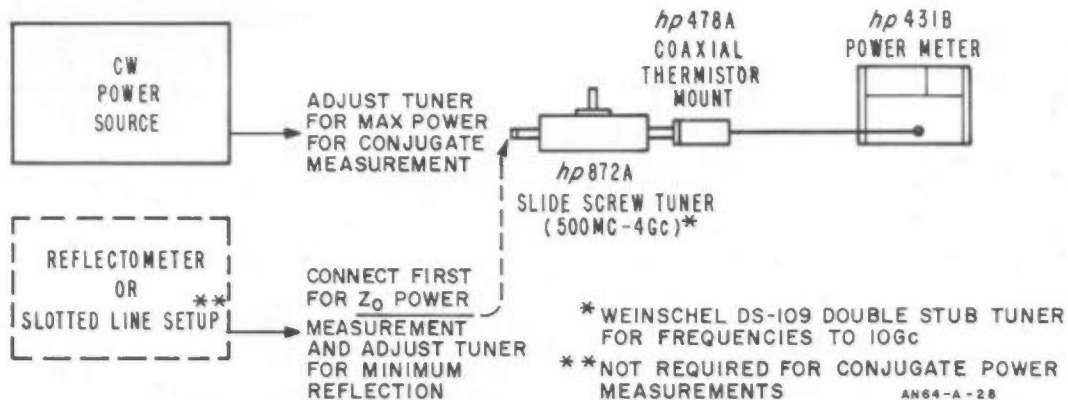 CW
POWER
SOURCE
ADJUST TUNER
FOR MAX POWER
FOR CONJUGATE
MEASUREMENT
hp 478A
COAXIAL
THERMISTOR
MOUNT
hp 431B
POWER METER
hp 872A
SLIDE SCREW TUNER
(500MC-4Gc)*
REFLECTOMETER
OR
SLOTTED LINE SETUP**
CONNECT FIRST
FOR Z₀ POWER
MEASUREMENT
AND ADJUST TUNER
FOR MINIMUM
REFLECTION
* WEINSCHEL DS-109 DOUBLE STUB TUNER
FOR FREQUENCIES TO 10Gc
** NOT REQUIRED FOR CONJUGATE POWER
MEASUREMENTS
AN64-A-28